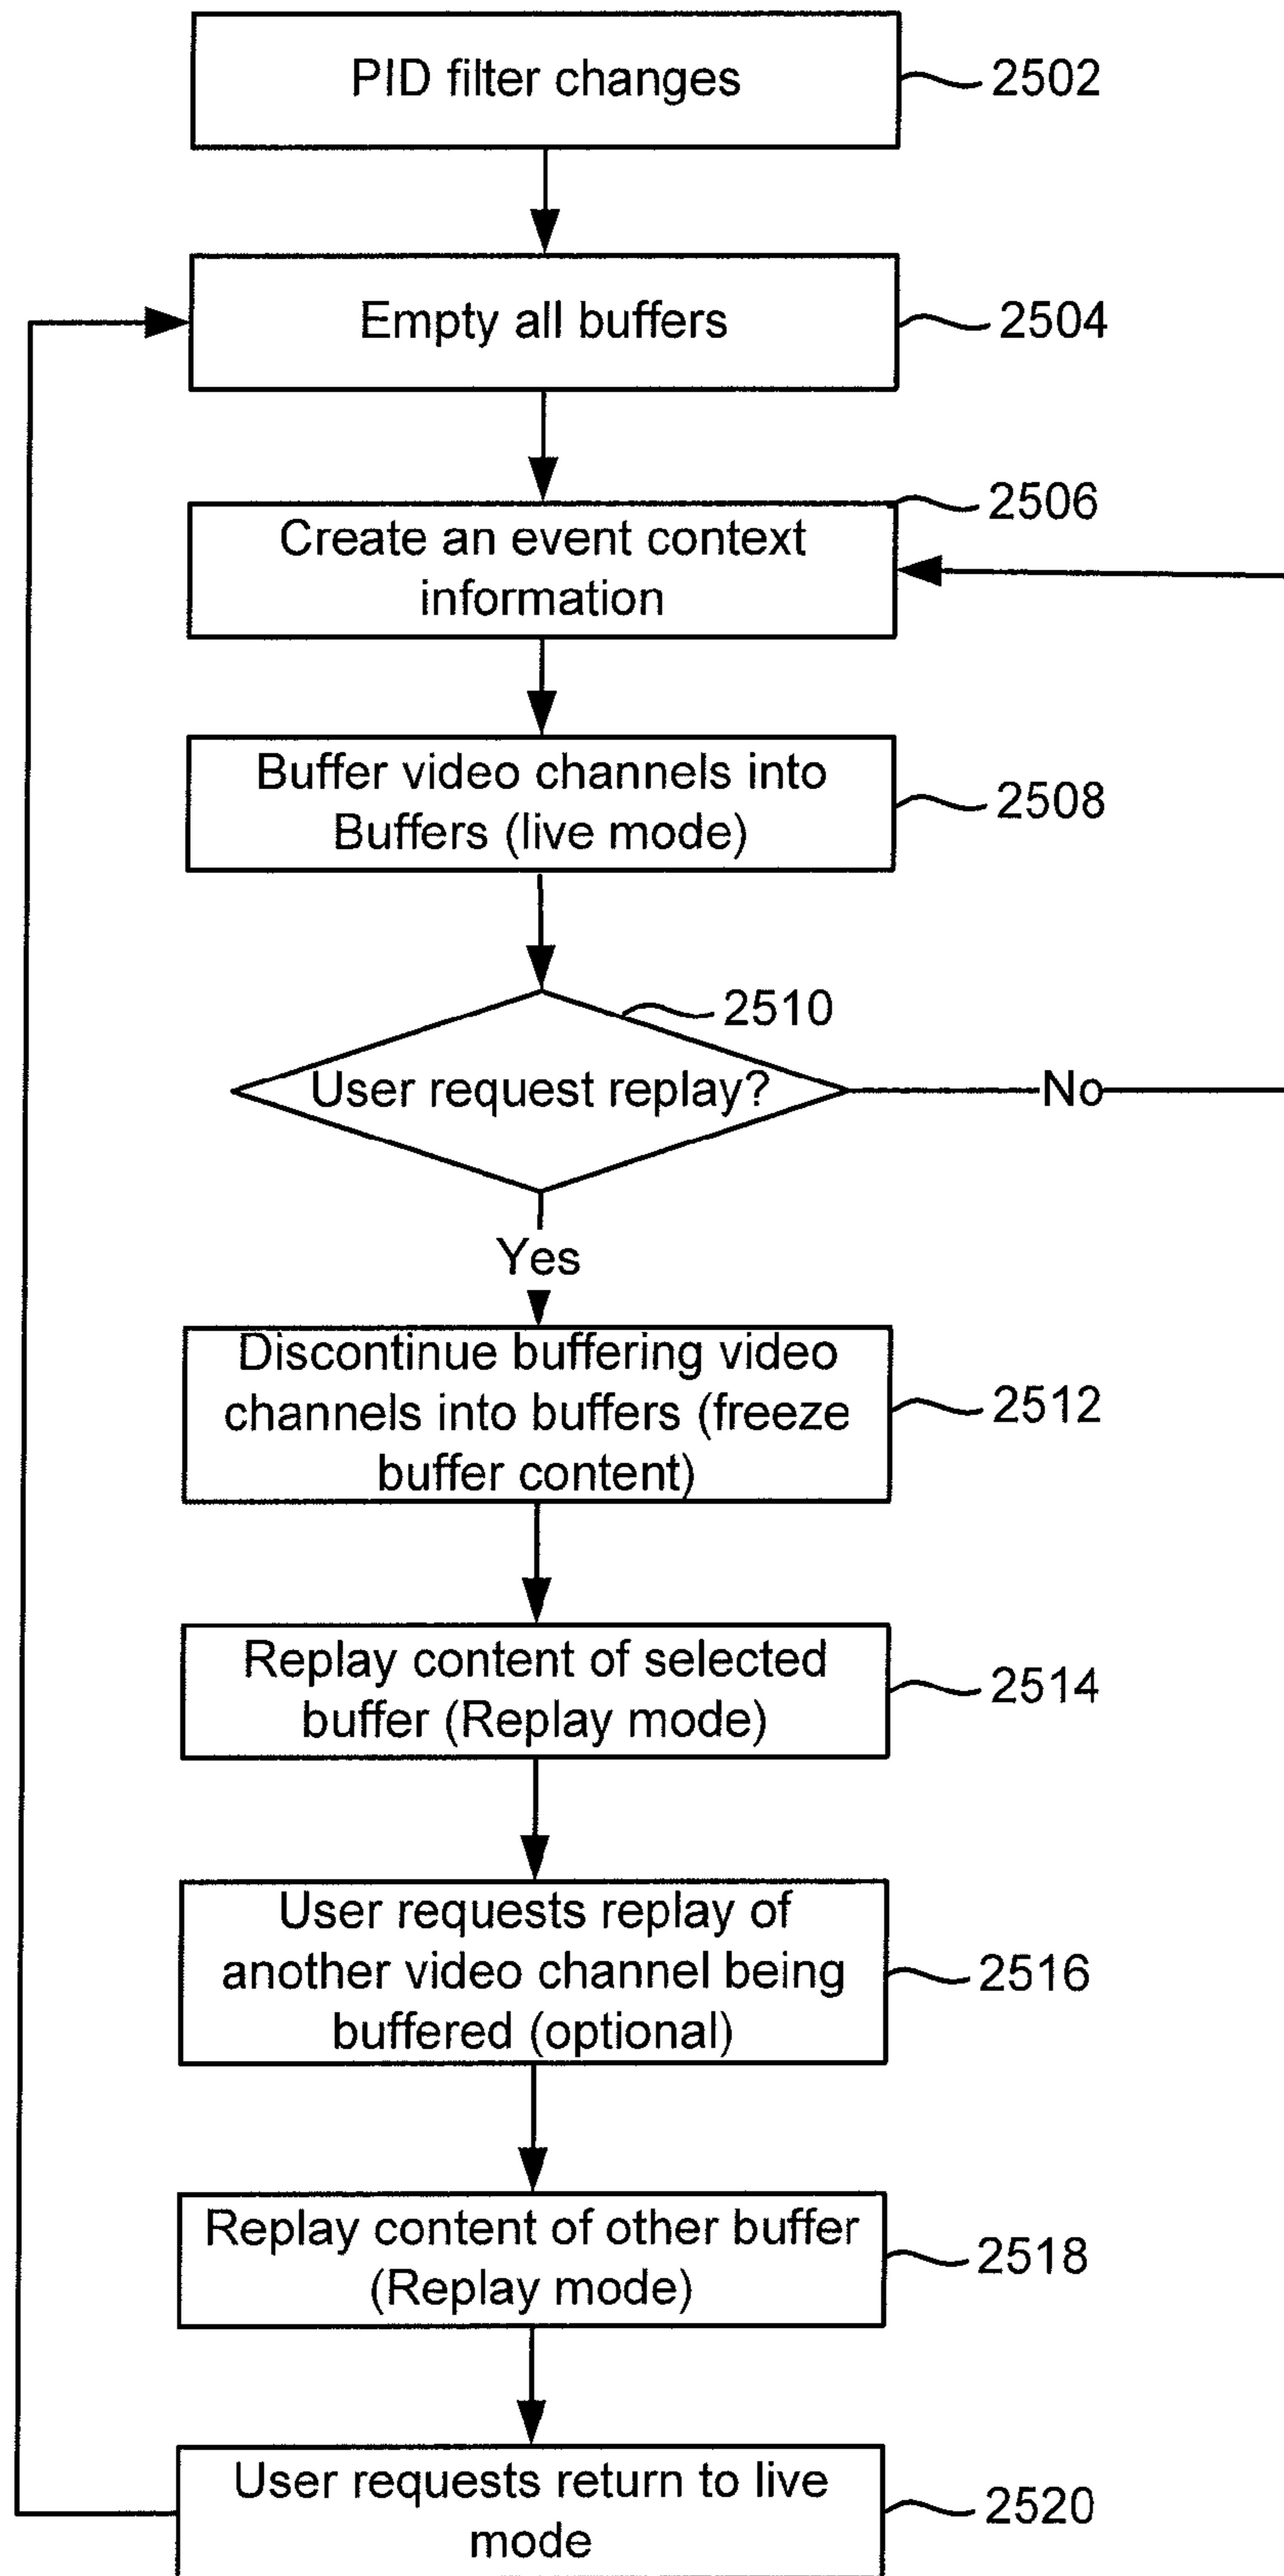 PID filter changes
2502
Empty all buffers
2504
2506
Create an event context
information
Buffer video channels into
Buffers (live mode)
2508
2510
User request replay?
No
Yes
Discontinue buffering video
channels into buffers (freeze
buffer content)
2512
Replay content of selected
buffer (Replay mode)
2514
User requests replay of
another video channel being
buffered (optional)
2516
Replay content of other buffer
(Replay mode)
2518
User requests return to live
mode
2520